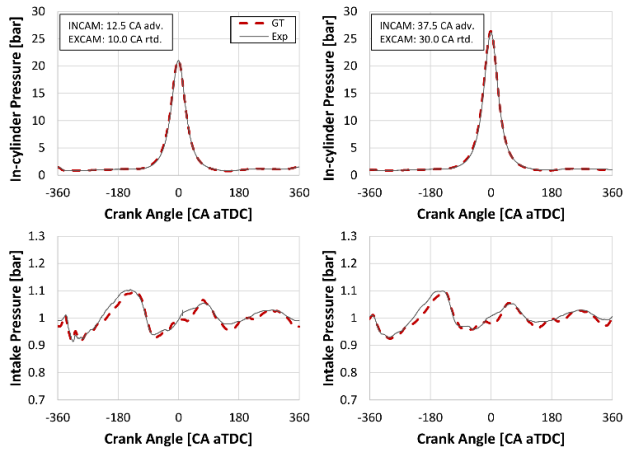 INCAM: 12.5 CA adv.
EXCAM: 10.0 CA rtd.
GT
Exp
In-cylinder Pressure [bar]
30
25
20
15
10
5
0
-360 -180 0 180 360
Crank Angle [CA aTDC]
INCAM: 37.5 CA adv.
EXCAM: 30.0 CA rtd.
In-cylinder Pressure [bar]
30
25
20
15
10
5
0
-360 -180 0 180 360
Crank Angle [CA aTDC]
Intake Pressure [bar]
1.3
1.2
1.1
1
0.9
0.8
0.7
-360 -180 0 180 360
Crank Angle [CA aTDC]
Intake Pressure [bar]
1.3
1.2
1.1
1
0.9
0.8
0.7
-360 -180 0 180 360
Crank Angle [CA aTDC]